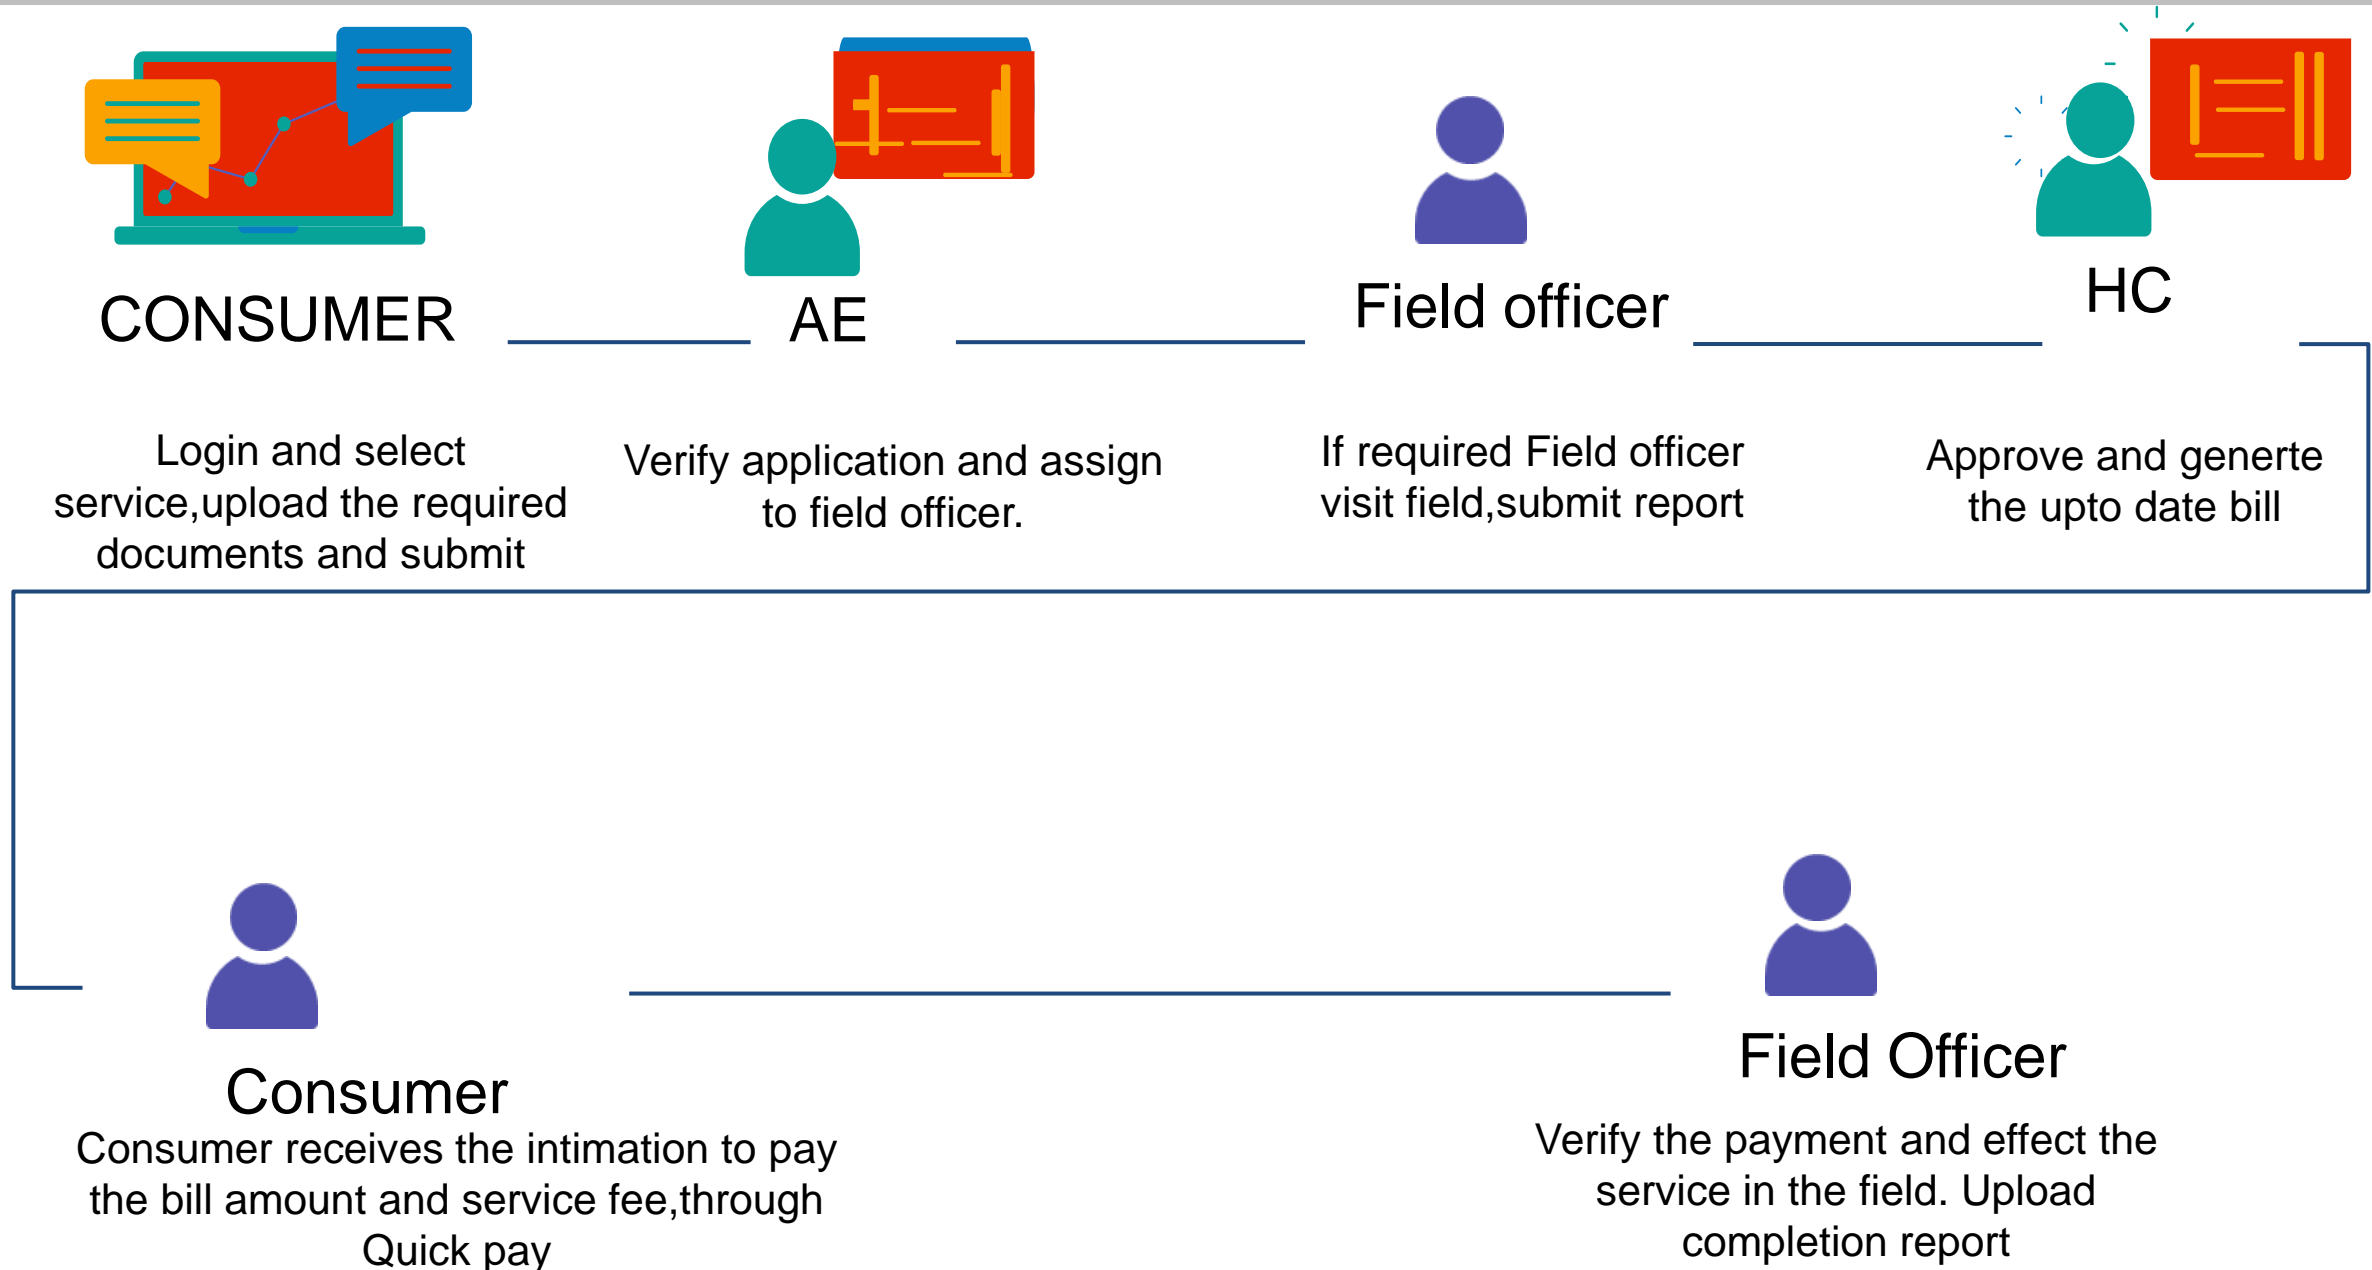 CONSUMER
Login and select
service,upload the required
documents and submit
AE
Verify application and assign
to field officer.
Field officer
If required Field officer
visit field,submit report
HC
Approve and generte
the upto date bill
Consumer
Consumer receives the intimation to pay
the bill amount and service fee,through
Quick pay
Field Officer
Verify the payment and effect the
service in the field. Upload
completion report